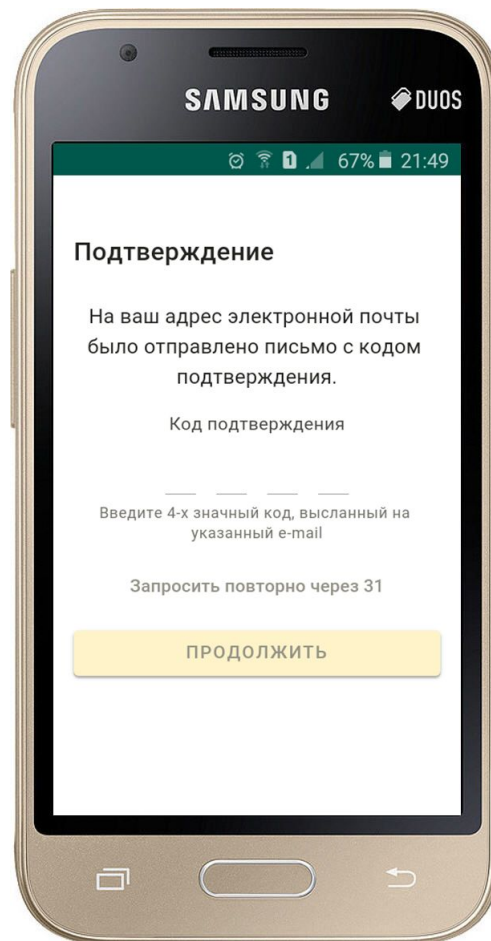 SAMSUNG DUOS
1 67% 21:49
Подтверждение
На ваш адрес электронной почты
было отправлено письмо с кодом
подтверждения.
Код подтверждения
Введите 4-х значный код, высланный на
указанный e-mail
Запросить повторно через 31
ПРОДОЛЖИТЬ